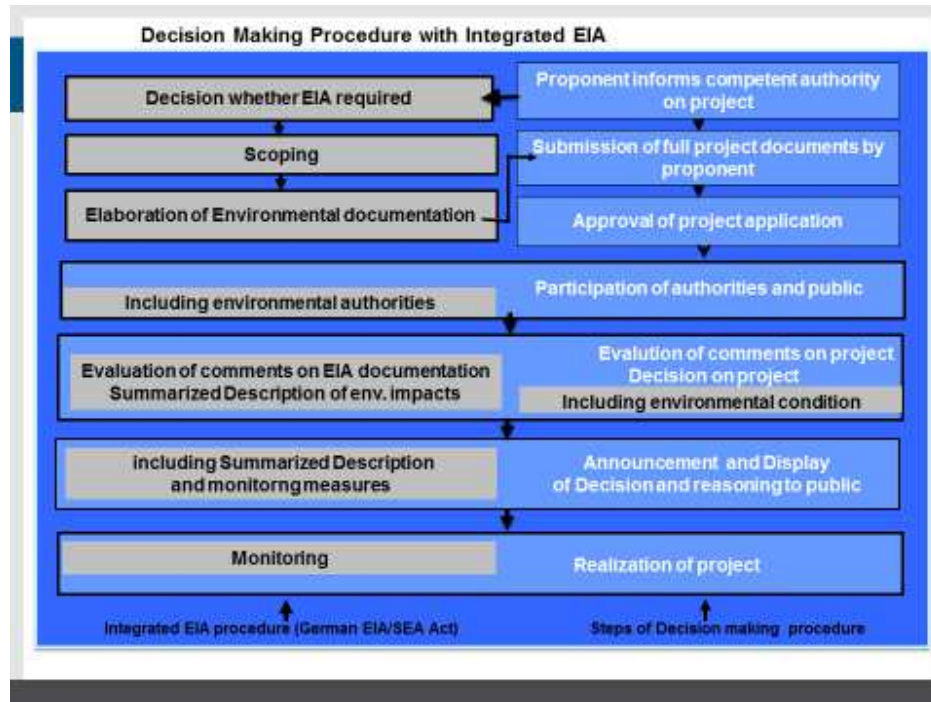 Decision Making Procedure with Integrated EIA
Decision whether EIA required
Proponent informs competent authority
on project
Scoping
Submission of full project documents by
proponent
Elaboration of Environmental documentation
Approval of project application
Participation of authorities and public
Including environmental authorities
Evaluation of comments on EIA documentation
Summarized Description of env. impacts
Evalution of comments on project
Decision on project
Including environmental condition
including Summarized Description
and monitorng measures
Announcement and Display
of Decision and reasoning to public
Monitoring
Realization of project
Integrated EIA procedure (German EIA/SEA Act)
Steps of Decision making procedure